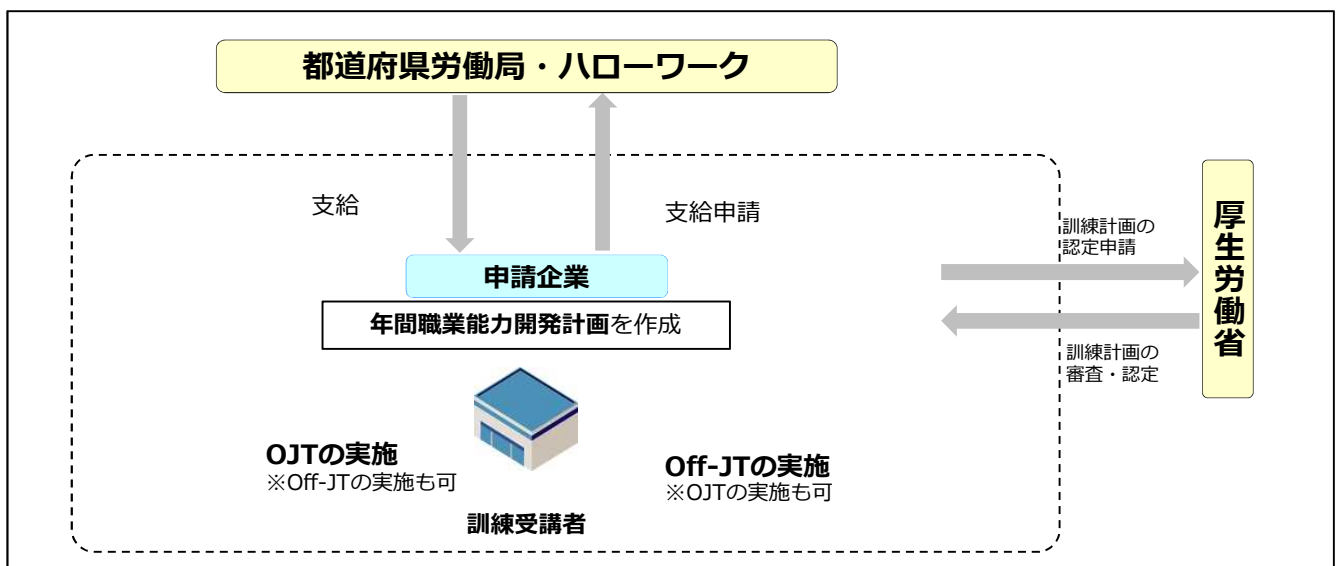 都道府県労働局・ハローワーク
支給
支給申請
訓練計画の
認定申請
厚生労働省
申請企業
年間職業能力開発計画を作成
訓練計画の
審査・認定
OJTの実施
※Off-JTの実施も可
Off-JTの実施
※OJTの実施も可
訓練受講者